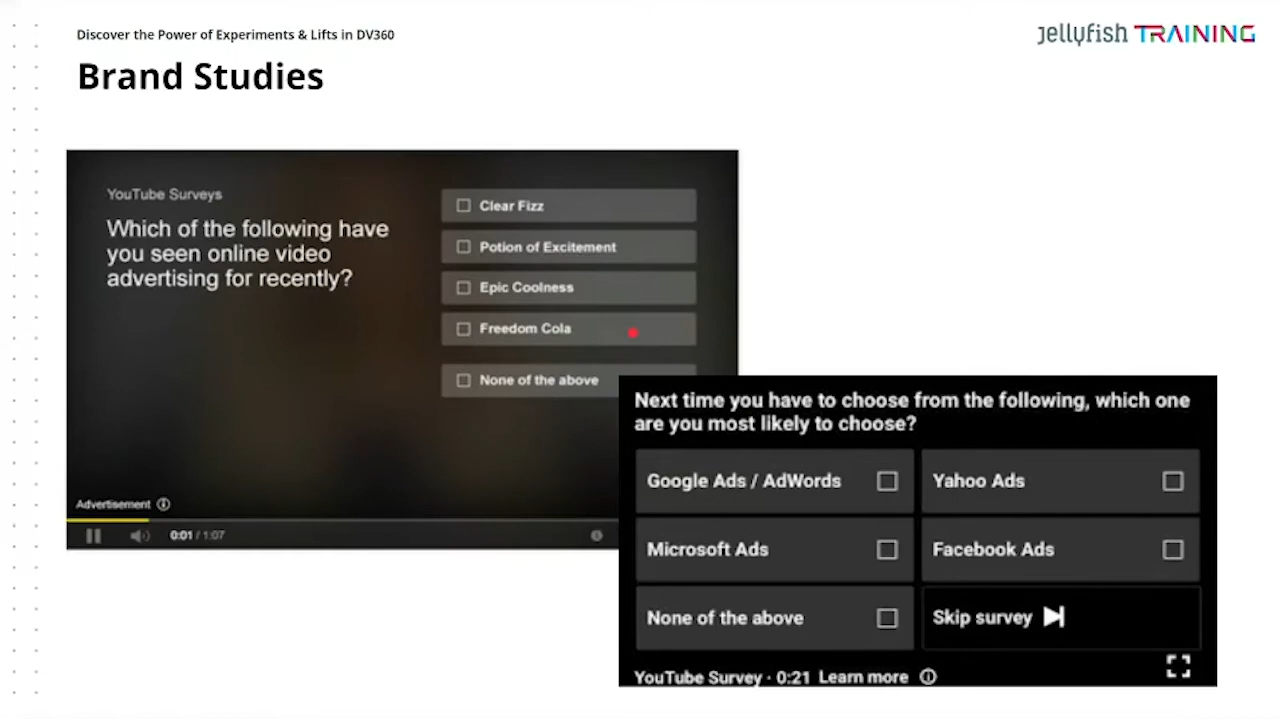 Discover the Power of Experiments & Lifts in DV360
jellyfish TRAINING
Brand Studies
YouTube Surveys
Which of the following have
you seen online video
advertising for recently?
Clear Fizz
Potion of Excitement
Epic Coolness
Freedom Cola
None of the above
Advertisement
0:01 / 1:07
Next time you have to choose from the following, which one
are you most likely to choose?
Google Ads / AdWords
Yahoo Ads
Microsoft Ads
Facebook Ads
None of the above
Skip survey
YouTube Survey · 0:21 Learn more